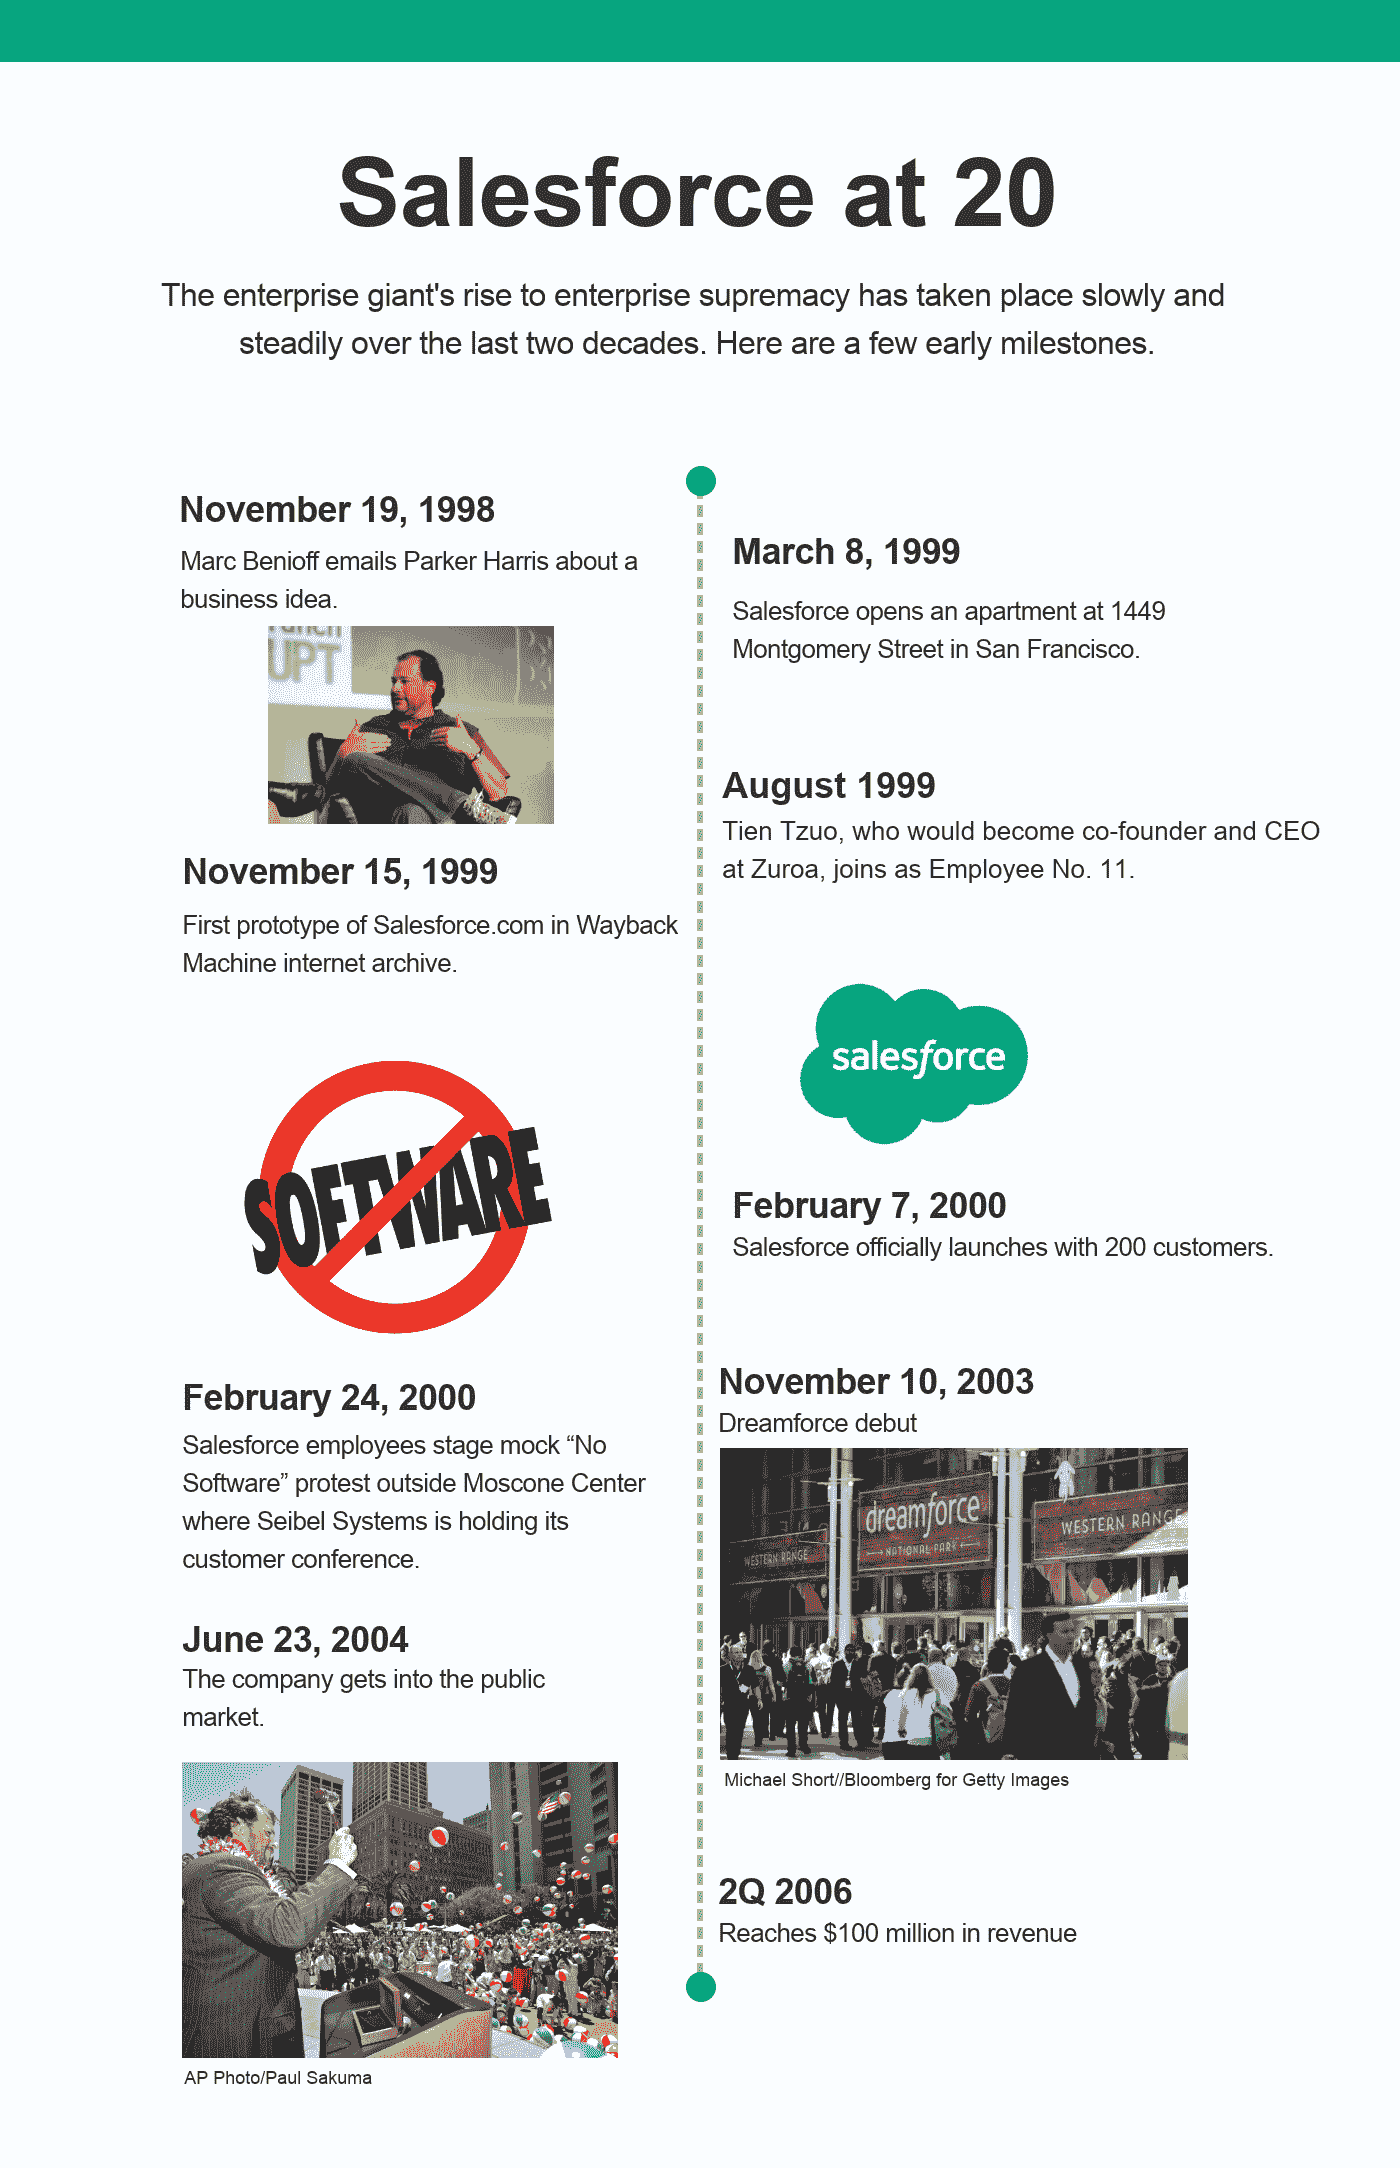 Salesforce at 20
The enterprise giant's rise to enterprise supremacy has taken place slowly and
steadily over the last two decades. Here are a few early milestones.
November 19, 1998
Marc Benioff emails Parker Harris about a
business idea.
UPT
March 8, 1999
Salesforce opens an apartment at 1449
Montgomery Street in San Francisco.
August 1999
Tien Tzuo, who would become co-founder and CEO
at Zuroa, joins as Employee No. 11.
November 15, 1999
First prototype of Salesforce.com in Wayback
Machine internet archive.
salesforce
SOFTWARE
February 7, 2000
Salesforce officially launches with 200 customers.
February 24, 2000
Salesforce employees stage mock “No
Software” protest outside Moscone Center
where Seibel Systems is holding its
customer conference.
November 10, 2003
Dreamforce debut
dreamforce
NATIONAL PARK
WESTERN RANGE
WESTERN RANGE
Michael Short//Bloomberg for Getty Images
June 23, 2004
The company gets into the public
market.
AP Photo/Paul Sakuma
2Q 2006
Reaches $100 million in revenue